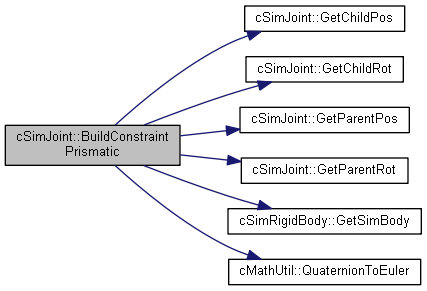 cSimJoint::GetChildPos
cSimJoint::GetChildRot
cSimJoint::BuildConstraint
Prismatic
cSimJoint::GetParentPos
cSimJoint::GetParentRot
cSimRigidBody::GetSimBody
cMathUtil::QuaternionToEuler